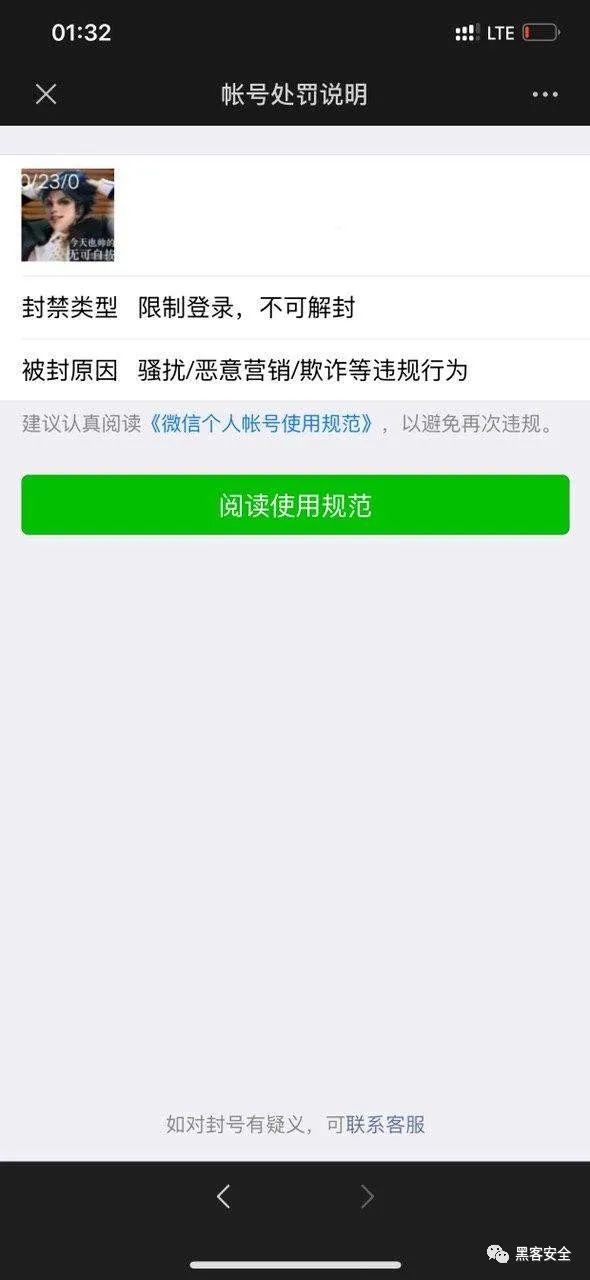 01:32
LTE
帐号处罚说明
0/23/0
今天也帅的
无可自拔
封禁类型 限制登录，不可解封
被封原因 骚扰/恶意营销/欺诈等违规行为
建议认真阅读《微信个人帐号使用规范》，以避免再次违规。
阅读使用规范
如对封号有疑义，可联系客服
黑客安全